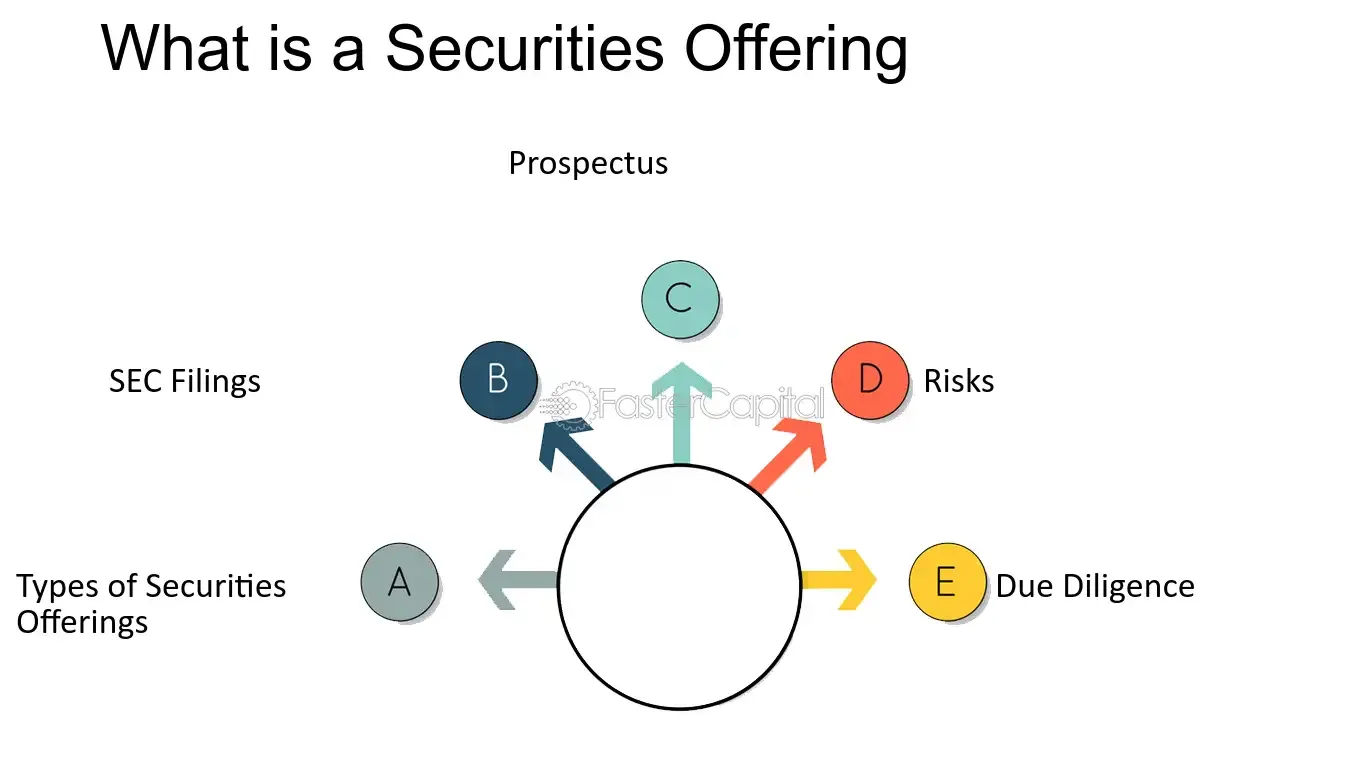 What is a Securities Offering
Prospectus
C
B
SEC Filings
D
Risks
FasterCapital
A
Types of Securities
Offerings
E
Due Diligence